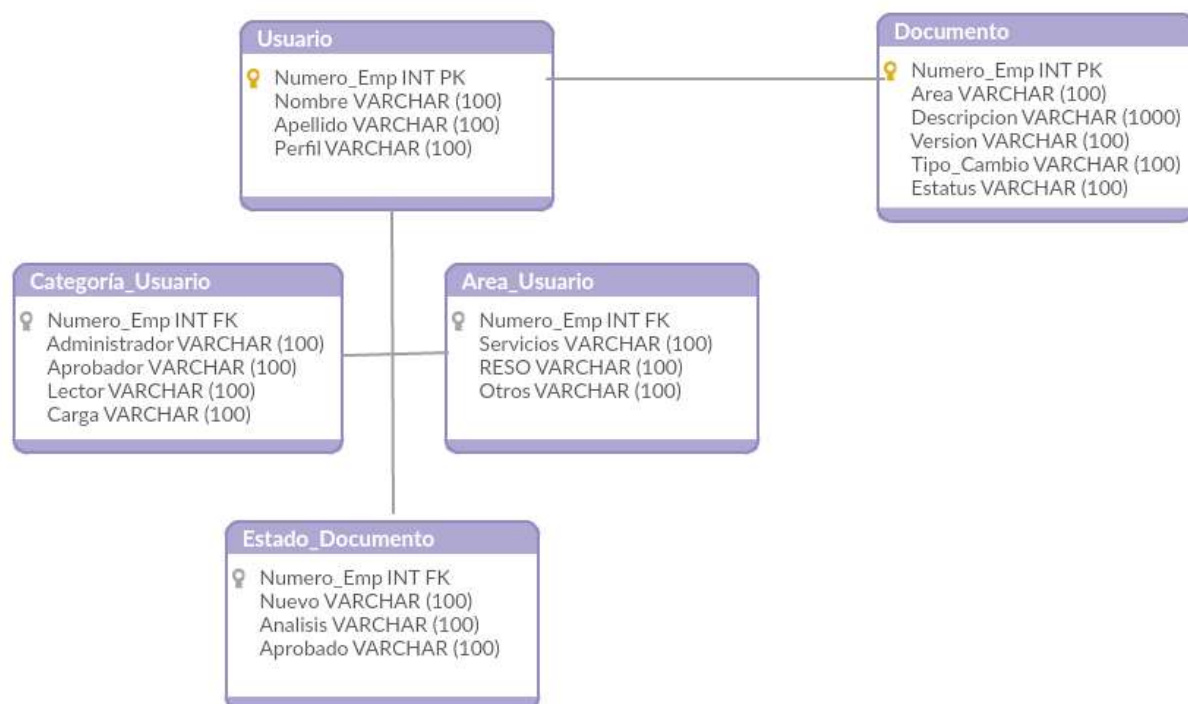 Usuario
Numero_Emp INT PK
Nombre VARCHAR (100)
Apellido VARCHAR (100)
Perfil VARCHAR (100)
Documento
Numero_Emp INT PK
Area VARCHAR (100)
Descripcion VARCHAR (1000)
Version VARCHAR (100)
Tipo_Cambio VARCHAR (100)
Estatus VARCHAR (100)
Categoría_Usuario
Numero_Emp INT FK
Administrador VARCHAR (100)
Aprobador VARCHAR (100)
Lector VARCHAR (100)
Carga VARCHAR (100)
Area_Usuario
Numero_Emp INT FK
Servicios VARCHAR (100)
RESO VARCHAR (100)
Otros VARCHAR (100)
Estado_Documento
Numero_Emp INT FK
Nuevo VARCHAR (100)
Analisis VARCHAR (100)
Aprobado VARCHAR (100)